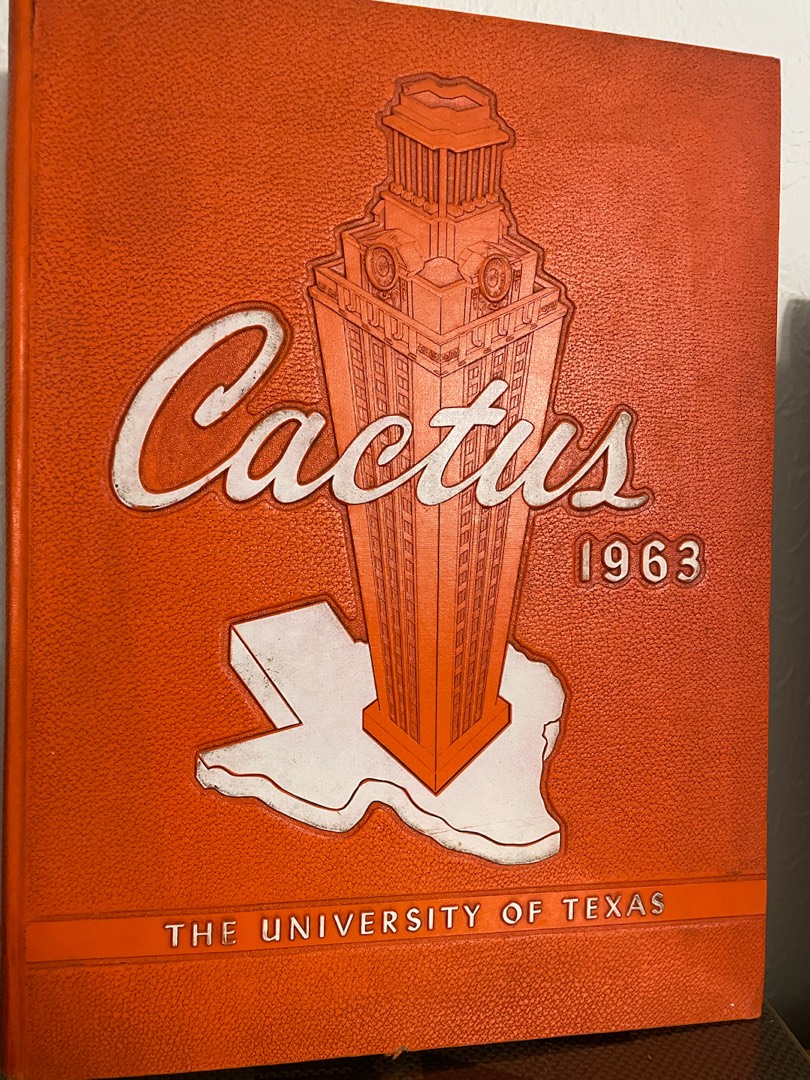 Cactus
1963
THE UNIVERSITY OF TEXAS